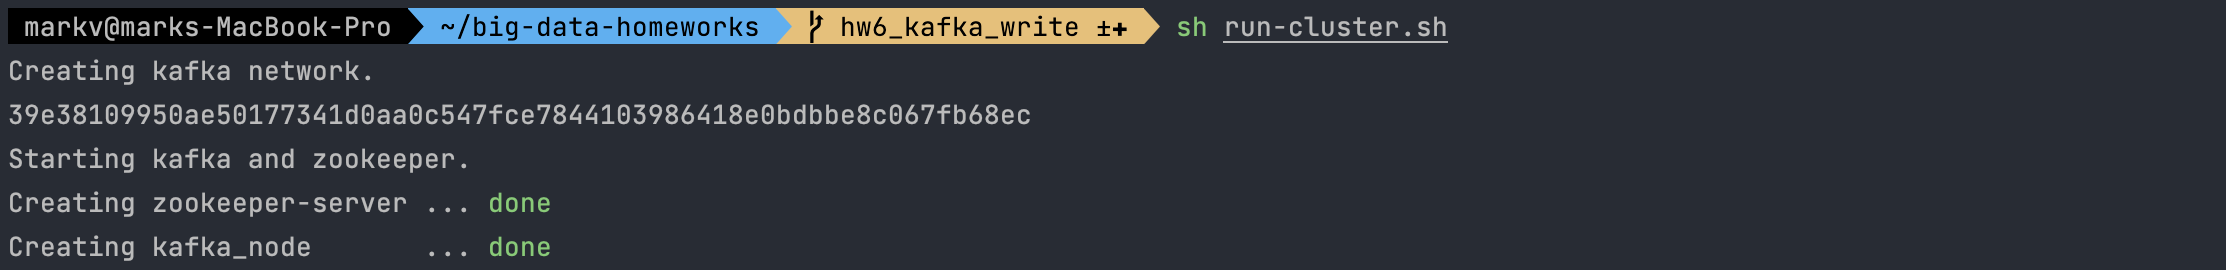 markv@marks-MacBook-Pro ~/big-data-homeworks hw6_kafka_write ±+ sh run-cluster.sh
Creating kafka network.
39e38109950ae50177341d0aa0c547fce7844103986418e0bdbbe8c067fb68ec
Starting kafka and zookeeper.
Creating zookeeper-server ... done
Creating kafka_node       ... done